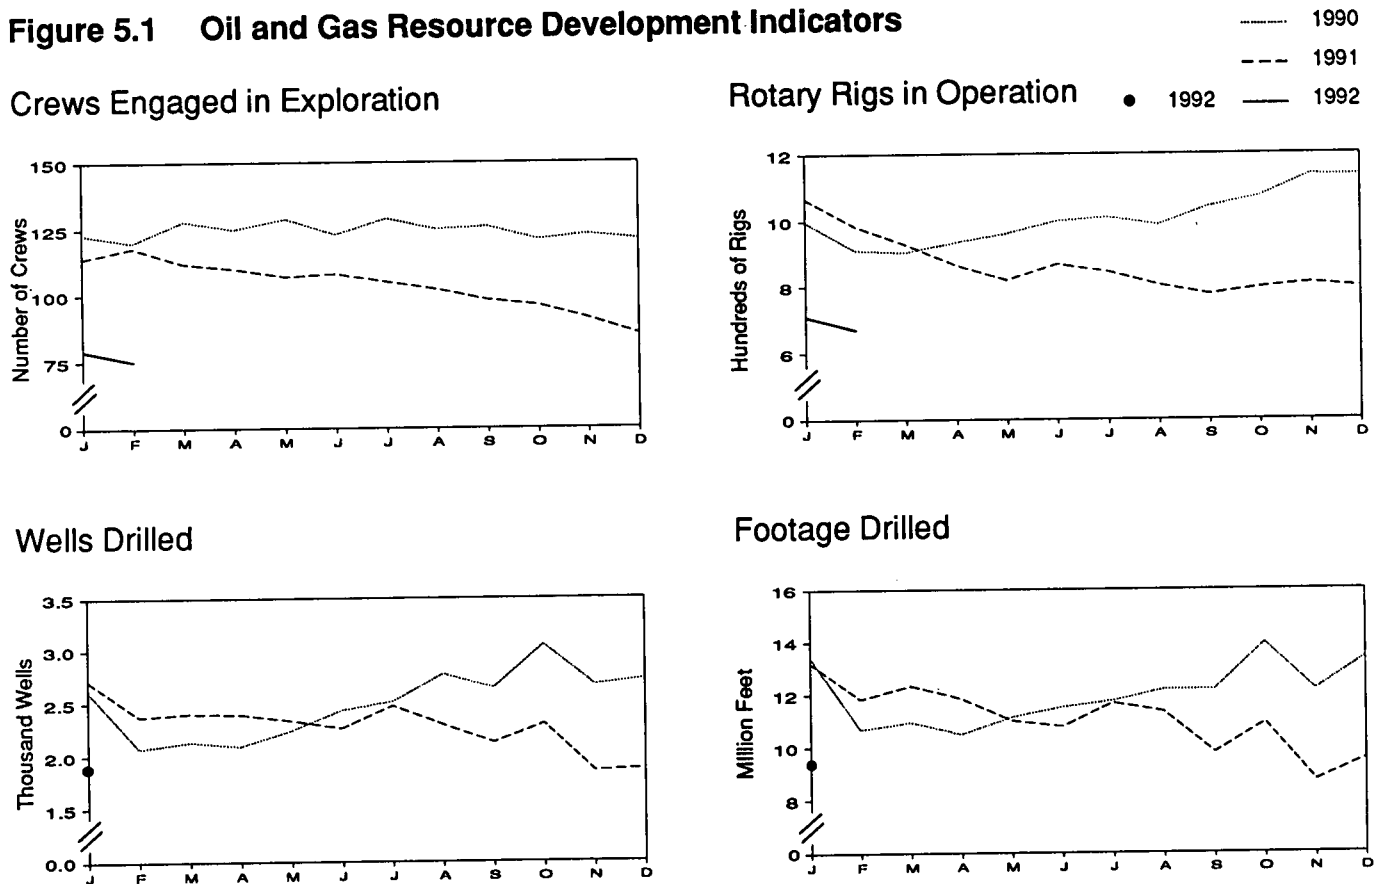 Figure 5.1 Oil and Gas Resource Development Indicators
1990
1991
1992
1992
Crews Engaged in Exploration
150
125
100
75
0
Number of Crews
J F M A M J J A S O N D
Rotary Rigs in Operation
12
10
8
6
0
Hundreds of Rigs
J F M A M J J A S O N D
Wells Drilled
3.5
3.0
2.5
2.0
1.5
0.0
Thousand Wells
J F M A M J J A S O N D
Footage Drilled
16
14
12
10
8
0
Million Feet
J F M A M J J A S O N D